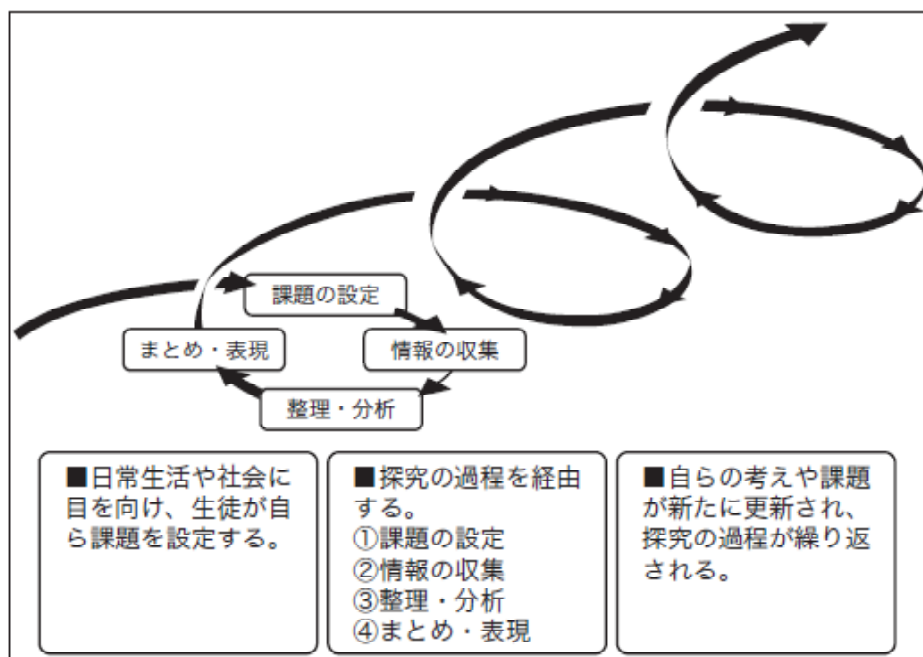 課題の設定
まとめ・表現
情報の収集
整理・分析
■日常生活や社会に
目を向け、生徒が自
ら課題を設定する。
■探究の過程を経由
する。
①課題の設定
②情報の収集
③整理・分析
④まとめ・表現
■自らの考えや課題
が新たに更新され、
探究の過程が繰り返
される。